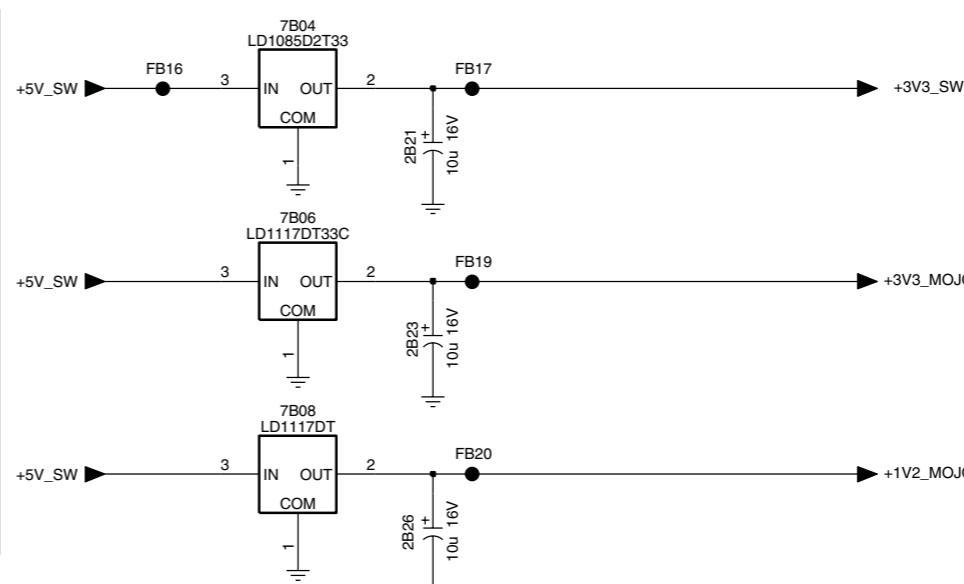 7B04
LD1085D2T33
+5V_SW
FB16
3
IN
OUT
COM
2
1
FB17
+3V3_SW
2B21
+
10u 16V
7B06
LD1117DT33C
+5V_SW
3
IN
OUT
COM
2
1
FB19
+3V3_MOJO
2B23
+
10u 16V
7B08
LD1117DT
+5V_SW
3
IN
OUT
COM
2
1
FB20
+1V2_MOJO
2B26
+
10u 16V